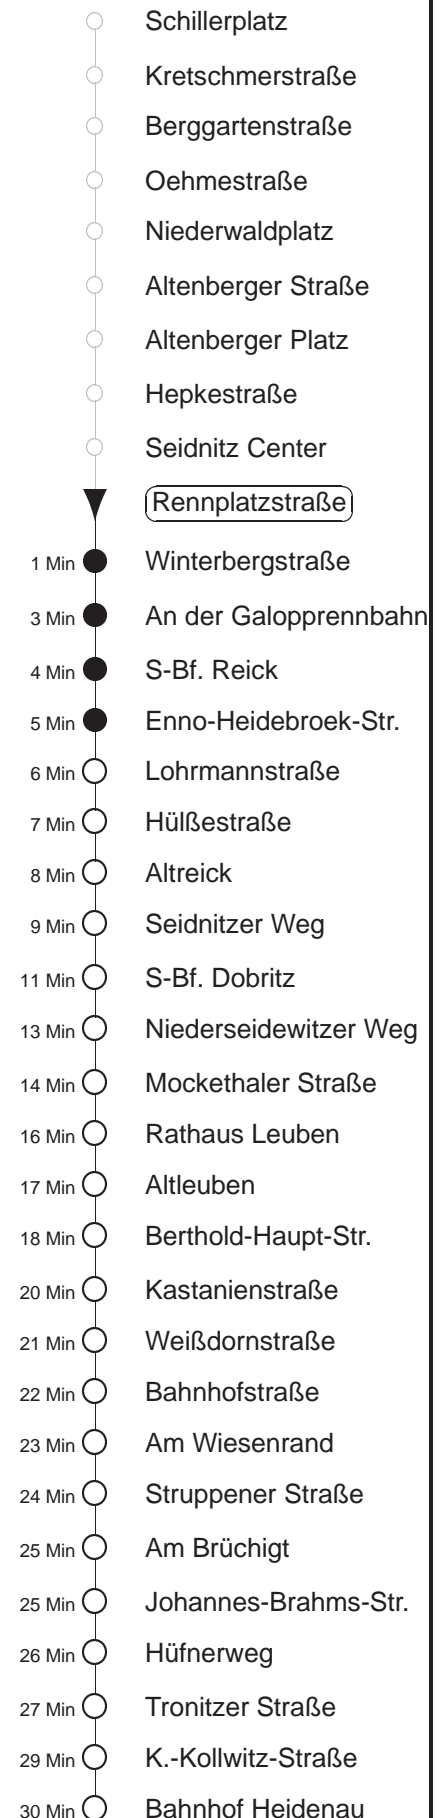 Schillerplatz
Kretschmerstraße
Berggartenstraße
Oehmestraße
Niederwaldplatz
Altenberger Straße
Altenberger Platz
Hepkestraße
Seidnitz Center
Rennplatzstraße
1 Min Winterbergstraße
3 Min An der Galopprennbahn
4 Min S-Bf. Reick
5 Min Enno-Heidebroek-Str.
6 Min Lohrmannstraße
7 Min Hülßestraße
8 Min Altreick
9 Min Seidnitzer Weg
11 Min S-Bf. Dobritz
13 Min Niederseidewitzer Weg
14 Min Mockethaler Straße
16 Min Rathaus Leuben
17 Min Altleuben
18 Min Berthold-Haupt-Str.
20 Min Kastanienstraße
21 Min Weißdornstraße
22 Min Bahnhofstraße
23 Min Am Wiesenrand
24 Min Struppener Straße
25 Min Am Brüchigt
25 Min Johannes-Brahms-Str.
26 Min Hüfnerweg
27 Min Tronitzer Straße
29 Min K.-Kollwitz-Straße
30 Min Bahnhof Heidenau